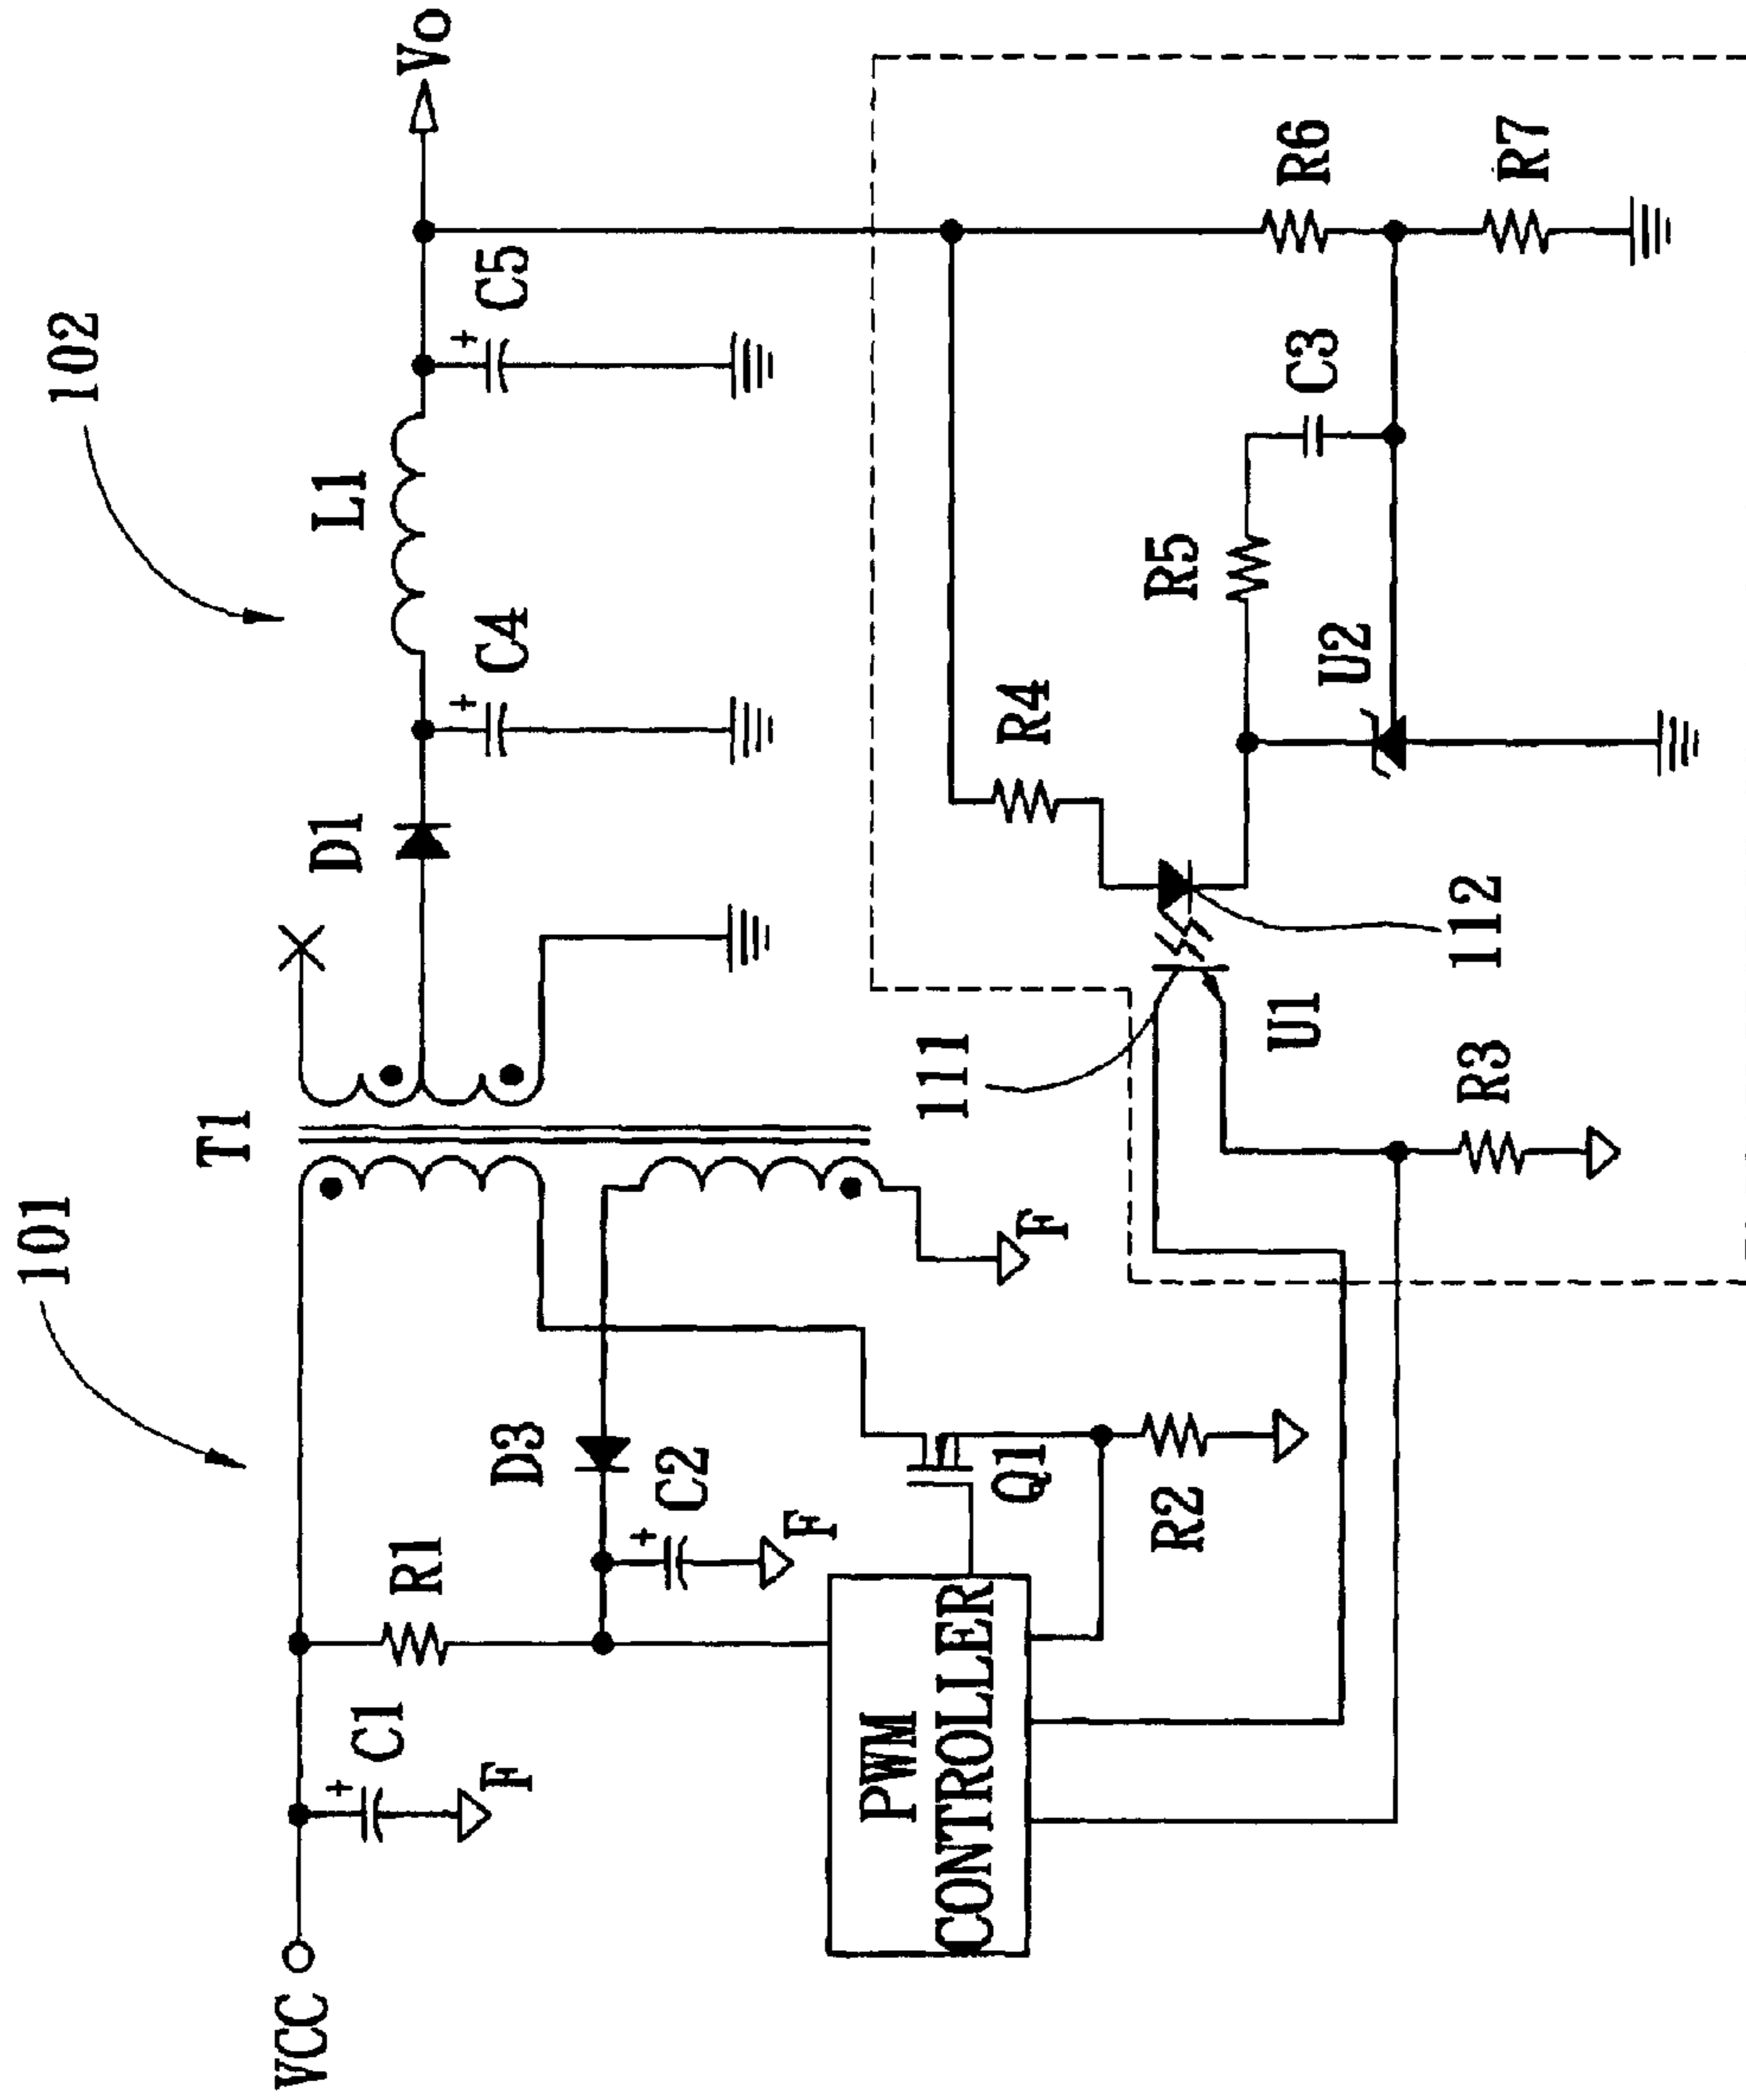 101
102
T1
D1
L1
Vo
C4
C5
VCC
C1
F
R1
D3
C2
F
F
PWM
CONTROLLER
Q1
R2
111
U1
112
R3
R4
R5
C3
U2
R6
R7
+
+
+
+